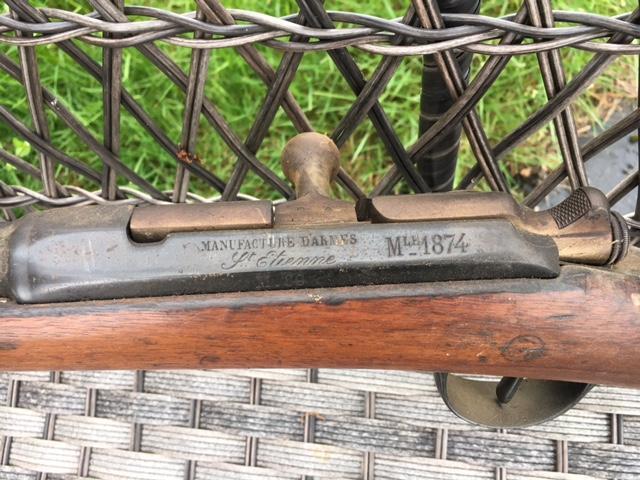 MANUFACTURE D'ARMES
St Etienne
MLE 1874